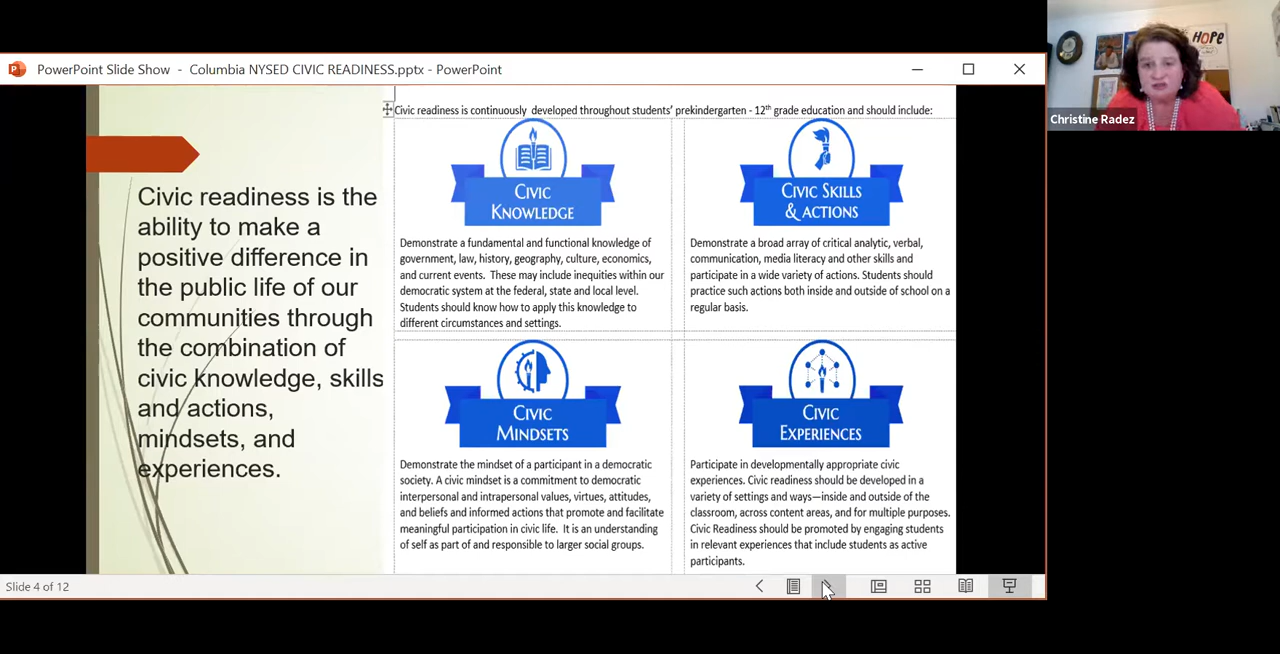 HOPE
Christine Radez
PowerPoint Slide Show - Columbia NYSED CIVIC READINESS.pptx - PowerPoint
Civic readiness is the
ability to make a
positive difference in
the public life of our
communities through
the combination of
civic knowledge, skills
and actions,
mindsets, and
experiences.
Civic readiness is continuously developed throughout students' prekindergarten - 12th grade education and should include:
CIVIC
KNOWLEDGE
Demonstrate a fundamental and functional knowledge of
government, law, history, geography, culture, economics,
and current events. These may include inequities within our
democratic system at the federal, state and local level.
Students should know how to apply this knowledge to
different circumstances and settings.
CIVIC SKILLS
& ACTIONS
Demonstrate a broad array of critical analytic, verbal,
communication, media literacy and other skills and
participate in a wide variety of actions. Students should
practice such actions both inside and outside of school on a
regular basis.
CIVIC
MINDSETS
Demonstrate the mindset of a participant in a democratic
society. A civic mindset is a commitment to democratic
interpersonal and intrapersonal values, virtues, attitudes,
and beliefs and informed actions that promote and facilitate
meaningful participation in civic life. It is an understanding
of self as part of and responsible to larger social groups.
CIVIC
EXPERIENCES
Participate in developmentally appropriate civic
experiences. Civic readiness should be developed in a
variety of settings and ways—inside and outside of the
classroom, across content areas, and for multiple purposes.
Civic Readiness should be promoted by engaging students
in relevant experiences that include students as active
participants.
Slide 4 of 12